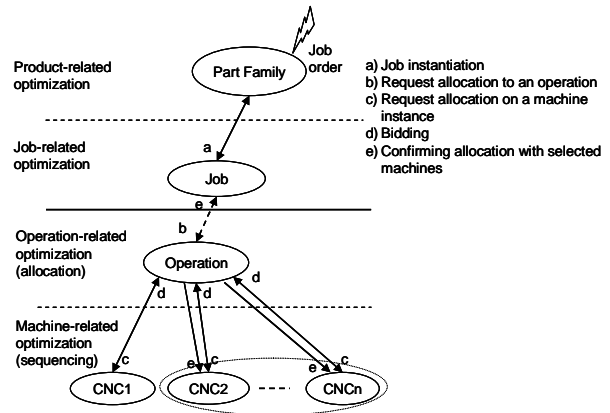 Job
order
Product-related
optimization
Part Family
a) Job instantiation
b) Request allocation to an operation
c) Request allocation on a machine
instance
d) Bidding
e) Confirming allocation with selected
machines
a
Job-related
optimization
Job
e
b
Operation-related
optimization
(allocation)
Operation
d
d
d
Machine-related
optimization
(sequencing)
c
e
c
e
c
CNC1
CNC2
CNCn